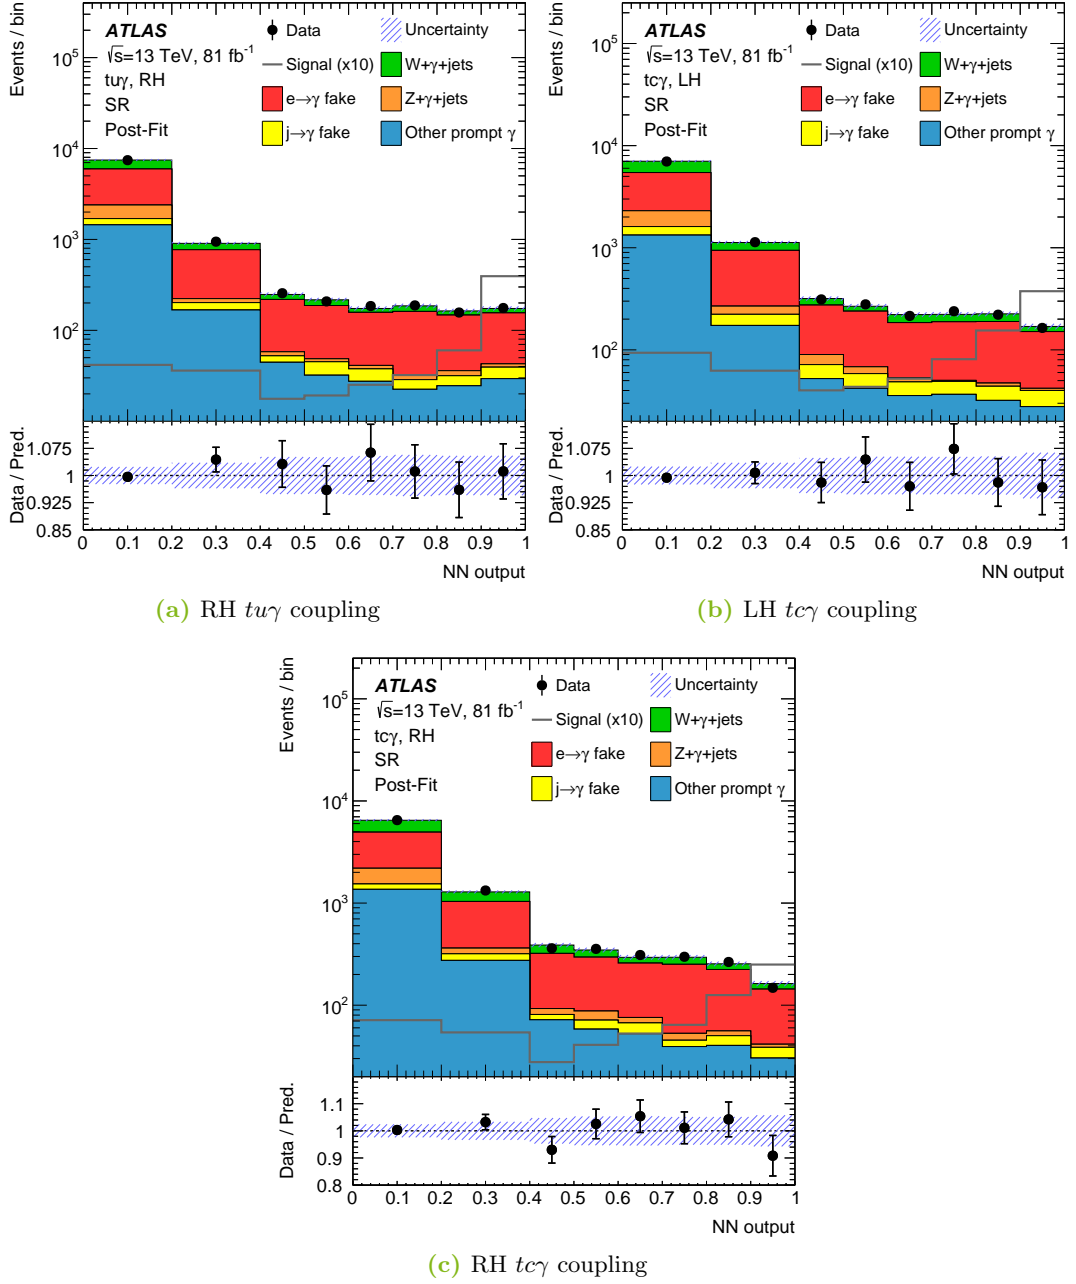 Events / bin
10⁵
10⁴
10³
10²
ATLAS
√s=13 TeV, 81 fb⁻¹
tuγ, RH
SR
Post-Fit
Data
Uncertainty
Signal (x10)
W+γ+jets
e→γ fake
Z+γ+jets
j→γ fake
Other prompt γ
Data / Pred.
1.075
1
0.925
0.85
0 0.1 0.2 0.3 0.4 0.5 0.6 0.7 0.8 0.9 1
NN output
(a) RH tuγ coupling
Events / bin
10⁵
10⁴
10³
10²
ATLAS
√s=13 TeV, 81 fb⁻¹
tcγ, LH
SR
Post-Fit
Data
Uncertainty
Signal (x10)
W+γ+jets
e→γ fake
Z+γ+jets
j→γ fake
Other prompt γ
Data / Pred.
1.075
1
0.925
0.85
0 0.1 0.2 0.3 0.4 0.5 0.6 0.7 0.8 0.9 1
NN output
(b) LH tcγ coupling
Events / bin
10⁵
10⁴
10³
10²
ATLAS
√s=13 TeV, 81 fb⁻¹
tcγ, RH
SR
Post-Fit
Data
Uncertainty
Signal (x10)
W+γ+jets
e→γ fake
Z+γ+jets
j→γ fake
Other prompt γ
Data / Pred.
1.1
1
0.9
0.8
0 0.1 0.2 0.3 0.4 0.5 0.6 0.7 0.8 0.9 1
NN output
(c) RH tcγ coupling